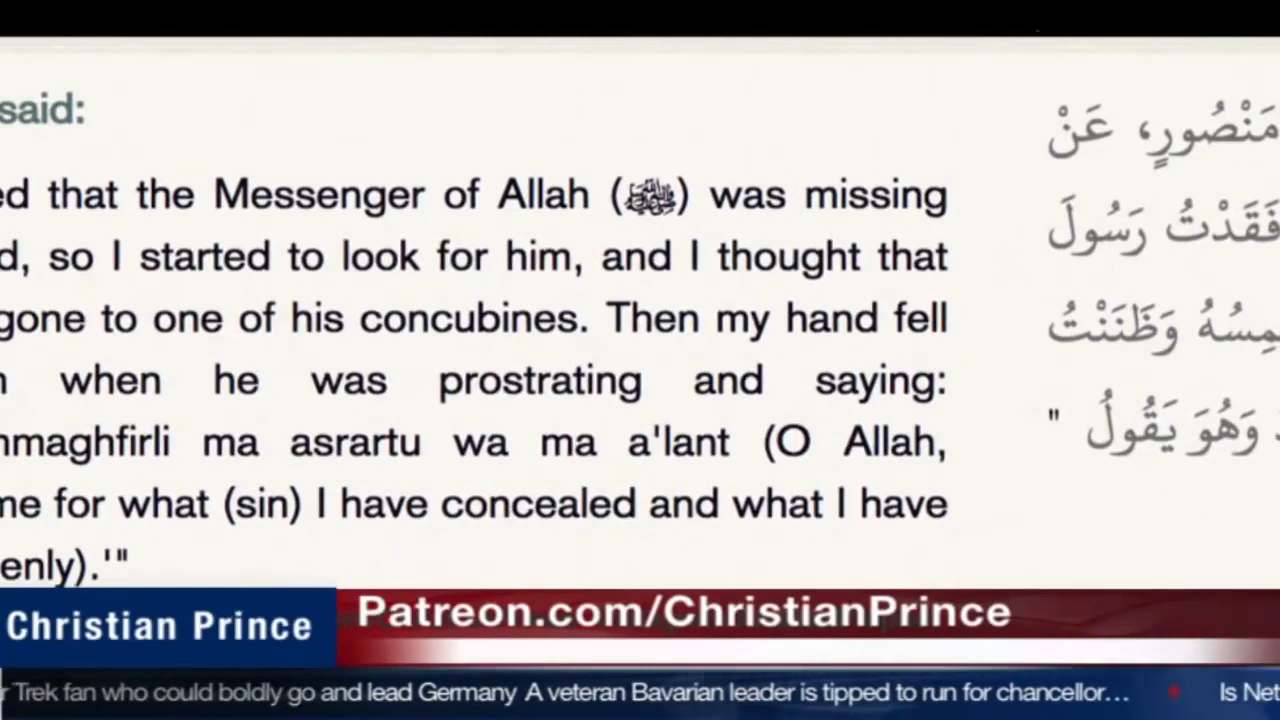 said:
ed that the Messenger of Allah (ﷺ) was missing
d, so I started to look for him, and I thought that
gone to one of his concubines. Then my hand fell
when he was prostrating and saying:
nmaghfirli ma asrartu wa ma a'lant (O Allah,
me for what (sin) I have concealed and what I have
enly).'"
مَنْصُورٍ، عَنْ
فَقَدْتُ رَسُولَ
وَظَنَنْتُ
وَهُوَ يَقُولُ "
Christian Prince
Patreon.com/ChristianPrince
r Trek fan who could boldly go and lead Germany A veteran Bavarian leader is tipped to run for chancellor... • Is Net